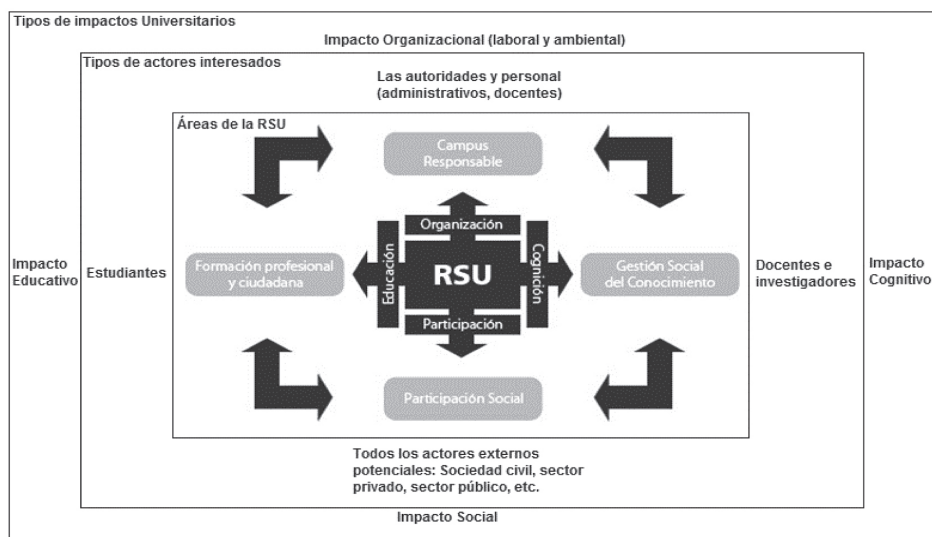 Tipos de impactos Universitarios
Impacto Organizacional (laboral y ambiental)
Tipos de actores interesados
Las autoridades y personal
(administrativos, docentes)
Áreas de la RSU
Campus
Responsable
Organización
Impacto
Educativo
Estudiantes
Formación profesional
y ciudadana
Educación
RSU
Cognición
Gestión Social
del Conocimiento
Docentes e
investigadores
Impacto
Cognitivo
Participación
Participación Social
Todos los actores externos
potenciales: Sociedad civil, sector
privado, sector público, etc.
Impacto Social